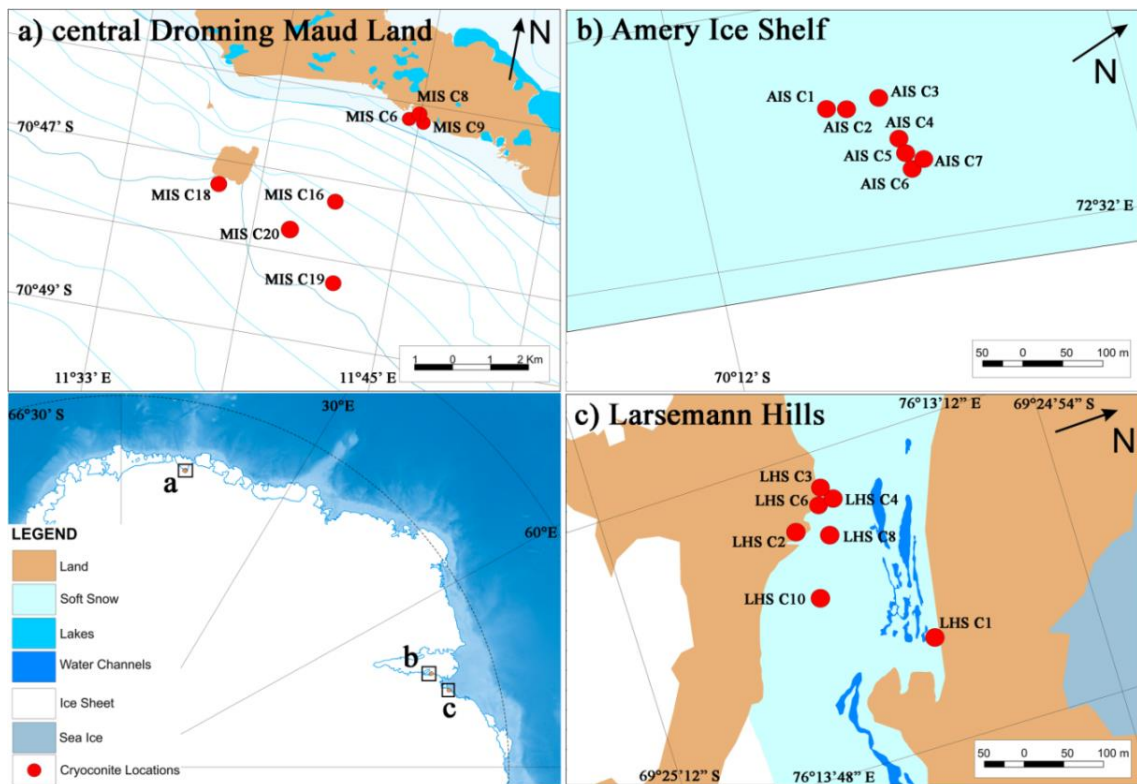 a) central Dronning Maud Land
N
MIS C8
MIS C6
MIS C9
70°47' S
MIS C18
MIS C16
MIS C20
MIS C19
70°49' S
1 0 1 2 Km
11°33' E
11°45' E
b) Amery Ice Shelf
N
AIS C1
AIS C3
AIS C2
AIS C4
AIS C5
AIS C7
AIS C6
72°32' E
50 0 50 100 m
70°12' S
66°30' S
30°E
a
60°E
b
c
LEGEND
Land
Soft Snow
Lakes
Water Channels
Ice Sheet
Sea Ice
Cryoconite Locations
c) Larsemann Hills
76°13'12" E
69°24'54" S
N
LHS C3
LHS C6
LHS C4
LHS C2
LHS C8
LHS C10
LHS C1
50 0 50 100 m
69°25'12" S
76°13'48" E